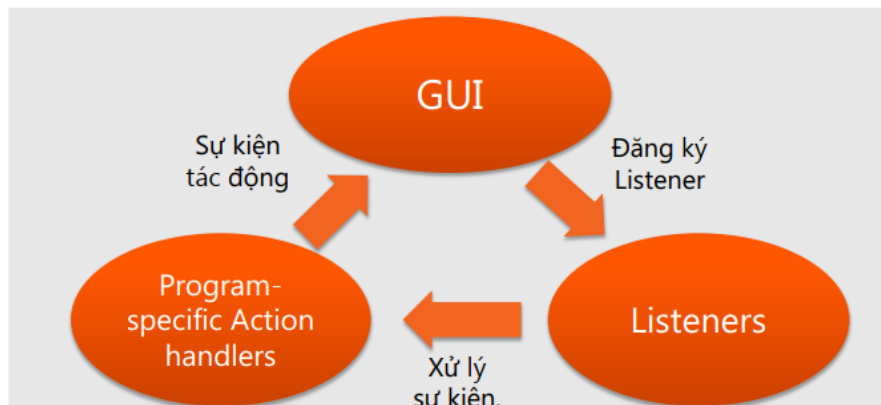 GUI
Sự kiện
tác động
Đăng ký
Listener
Program-
specific Action
handlers
Listeners
Xử lý
sự kiện.